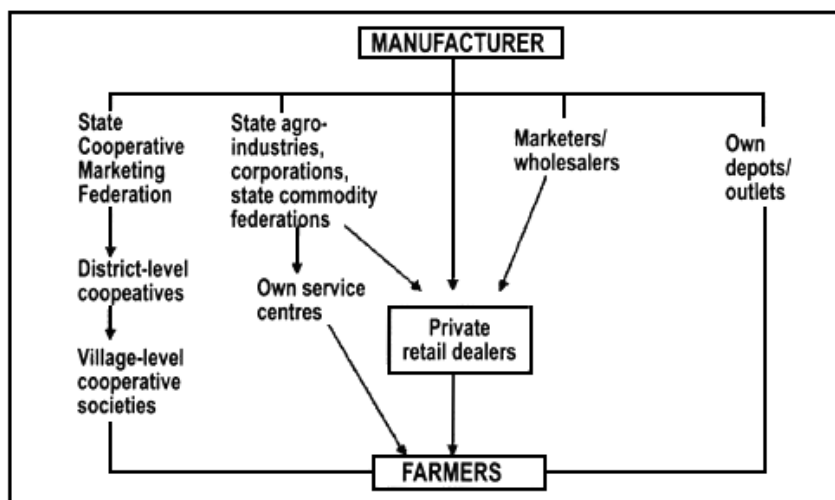 MANUFACTURER
State
Cooperative
Marketing
Federation
State agro-
industries,
corporations,
state commodity
federations
Marketers/
wholesalers
Own
depots/
outlets
District-level
coopeatives
Own service
centres
Private
retail dealers
Village-level
cooperative
societies
FARMERS